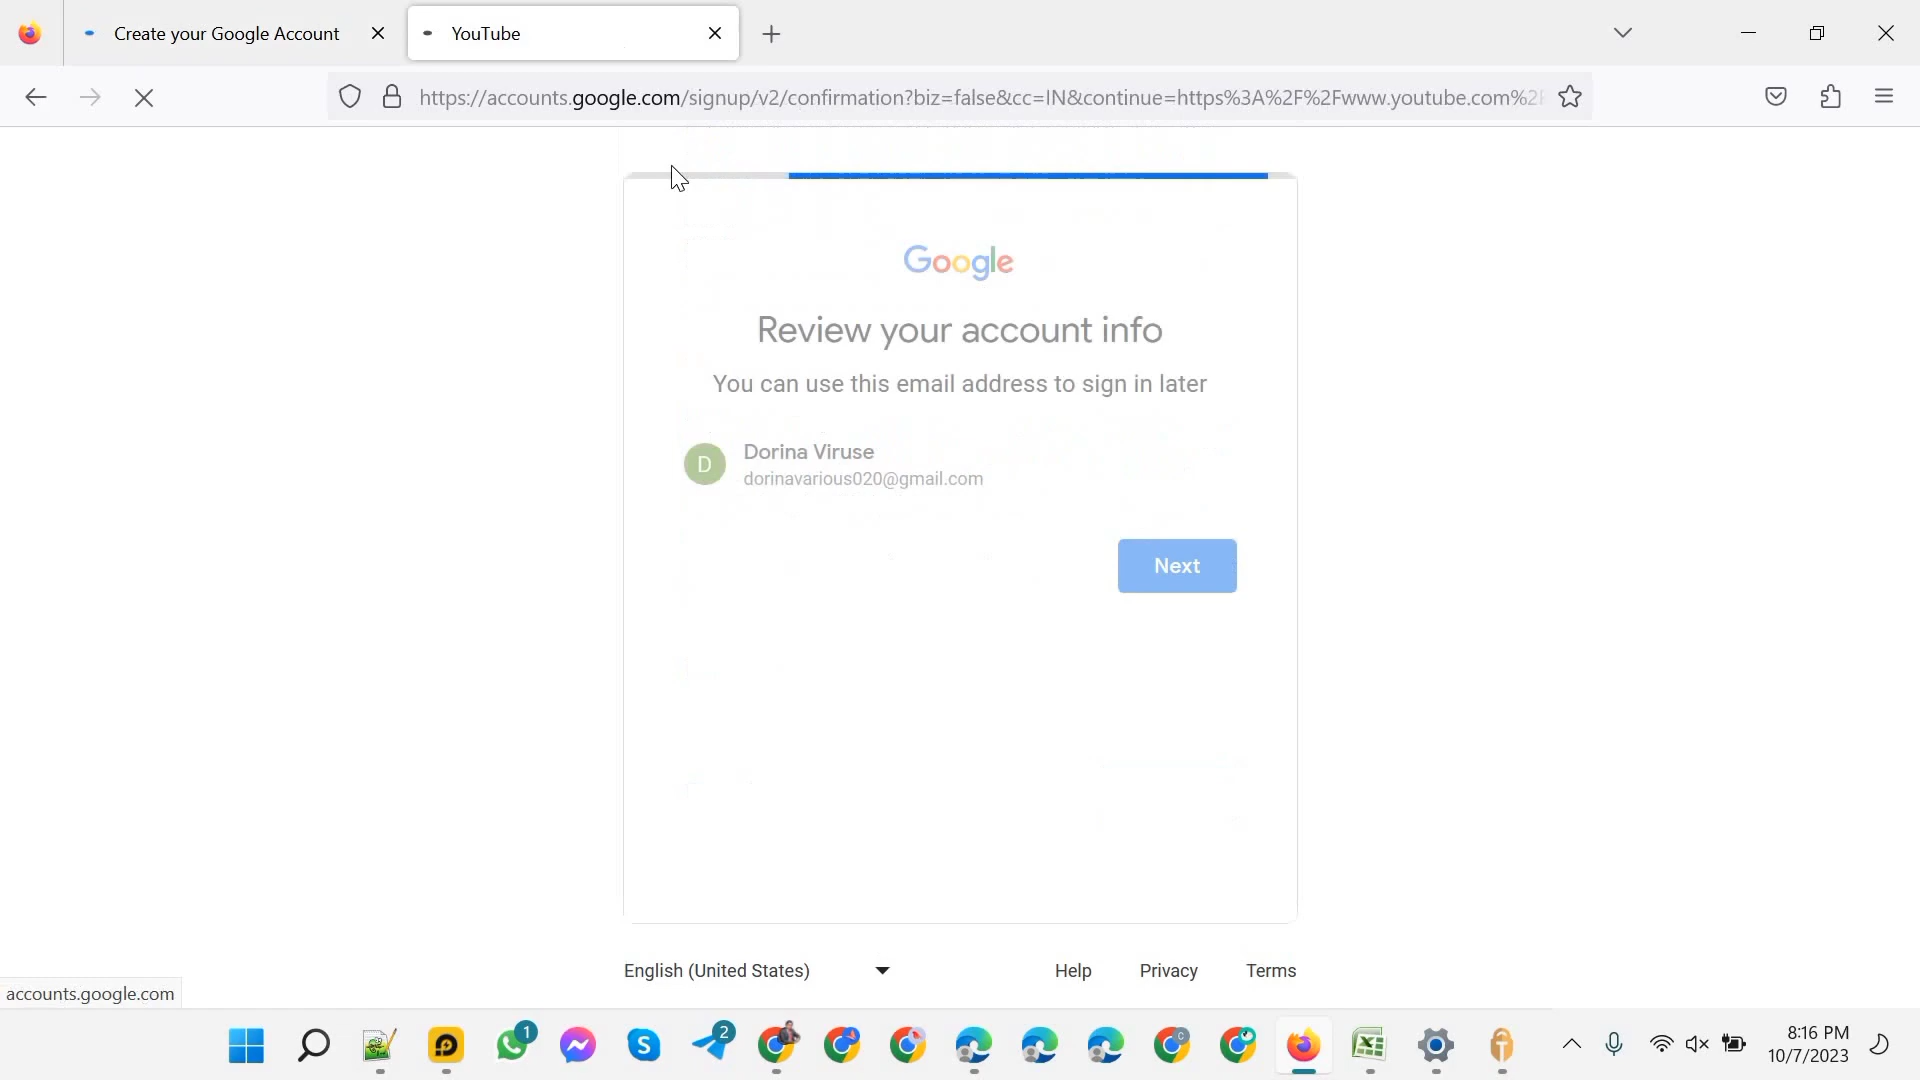 Create your Google Account
YouTube
https://accounts.google.com/signup/v2/confirmation?biz=false&cc=IN&continue=https%3A%2F%2Fwww.youtube.com%2F
Google
Review your account info
You can use this email address to sign in later
D
Dorina Viruse
dorinavarious020@gmail.com
Next
English (United States)
Help
Privacy
Terms
accounts.google.com
1
2
8:16 PM
10/7/2023